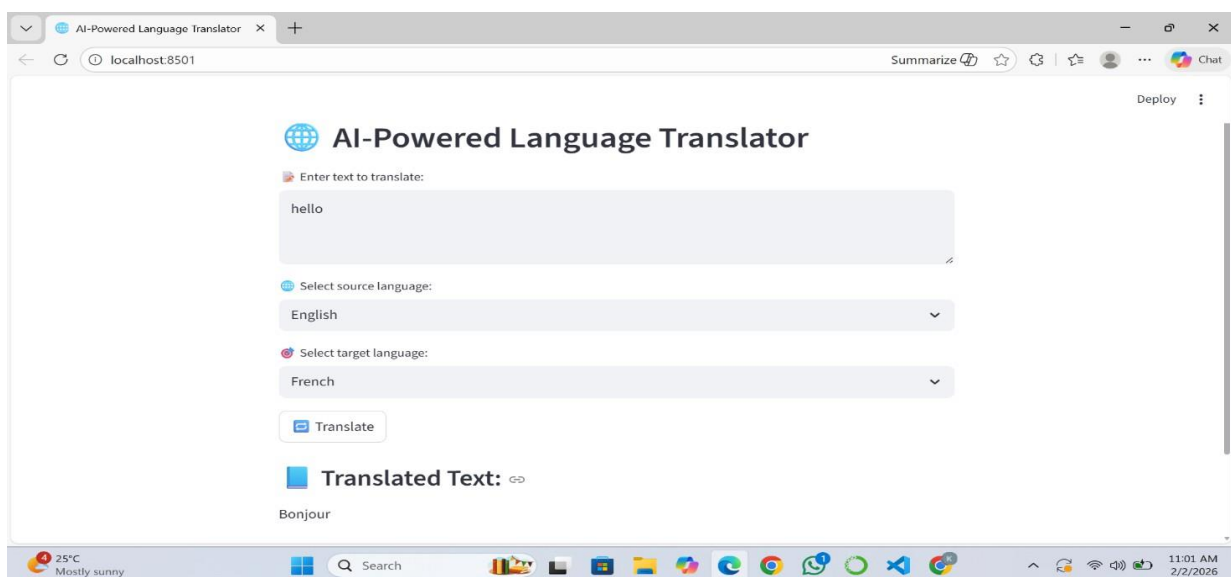 AI-Powered Language Translator
localhost:8501
Summarize
Chat
Deploy
AI-Powered Language Translator
Enter text to translate:
hello
Select source language:
English
Select target language:
French
Translate
Translated Text:
Bonjour
4
25°C
Mostly sunny
Search
1
11:01 AM
2/2/2026